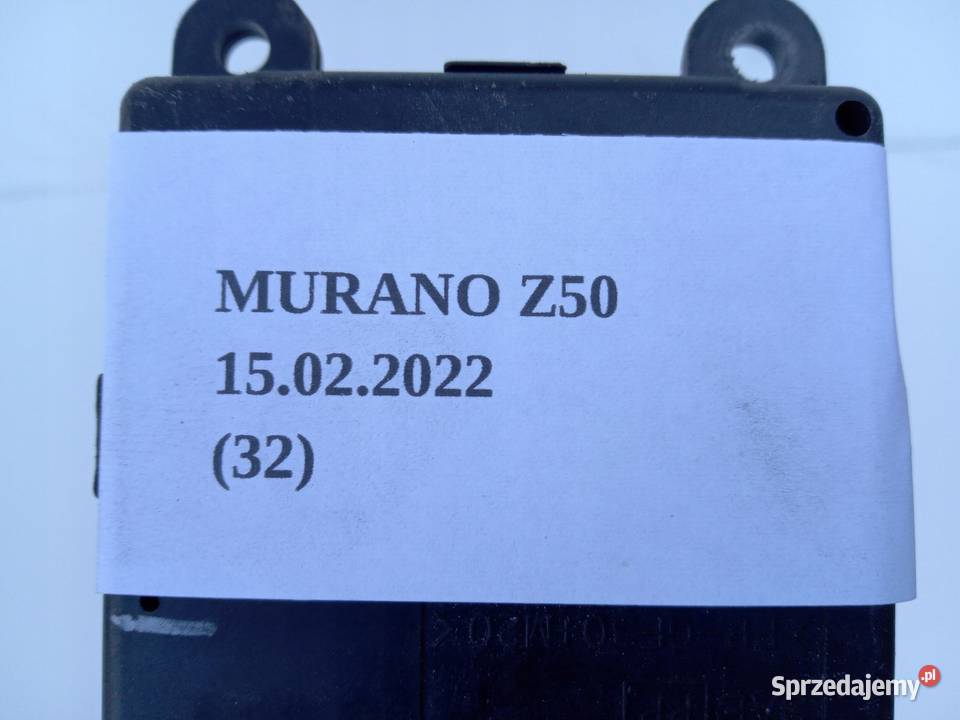 MURANO Z50
15.02.2022
(32)
Sprzedajemy.pl